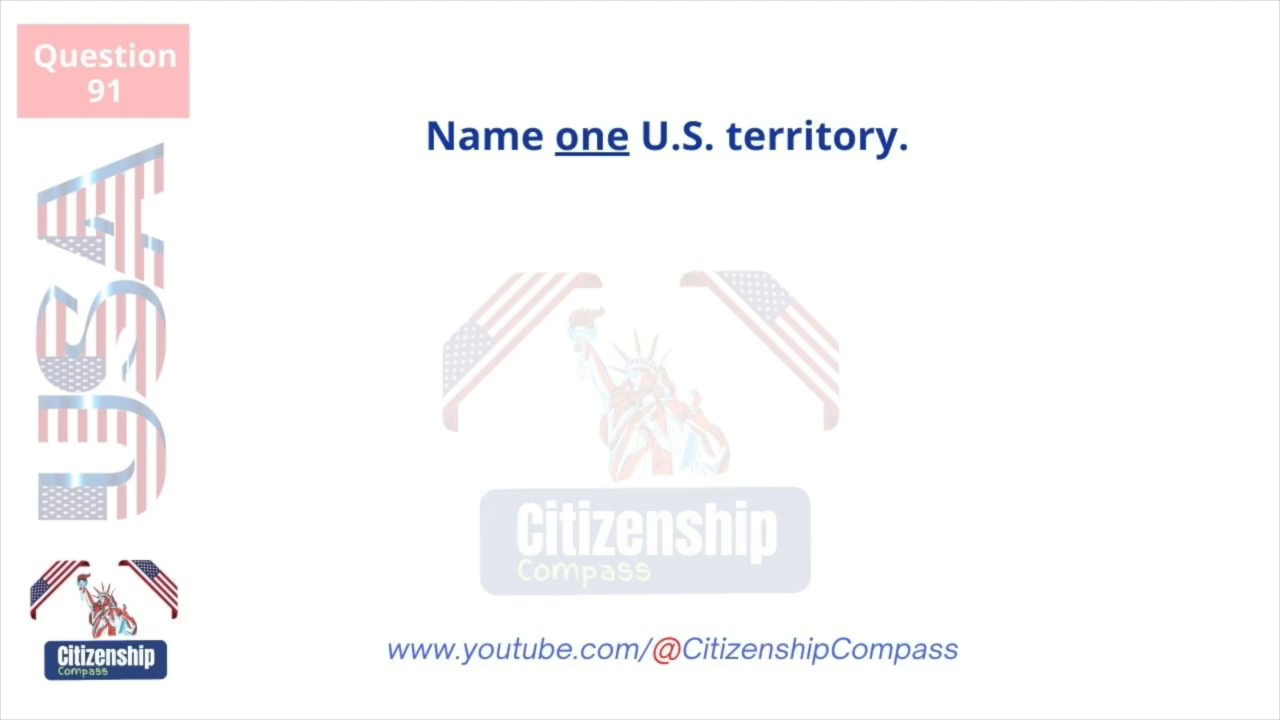 Question
91
Name one U.S. territory.
USA
Citizenship
Compass
Citizenship
Compass
www.youtube.com/@CitizenshipCompass